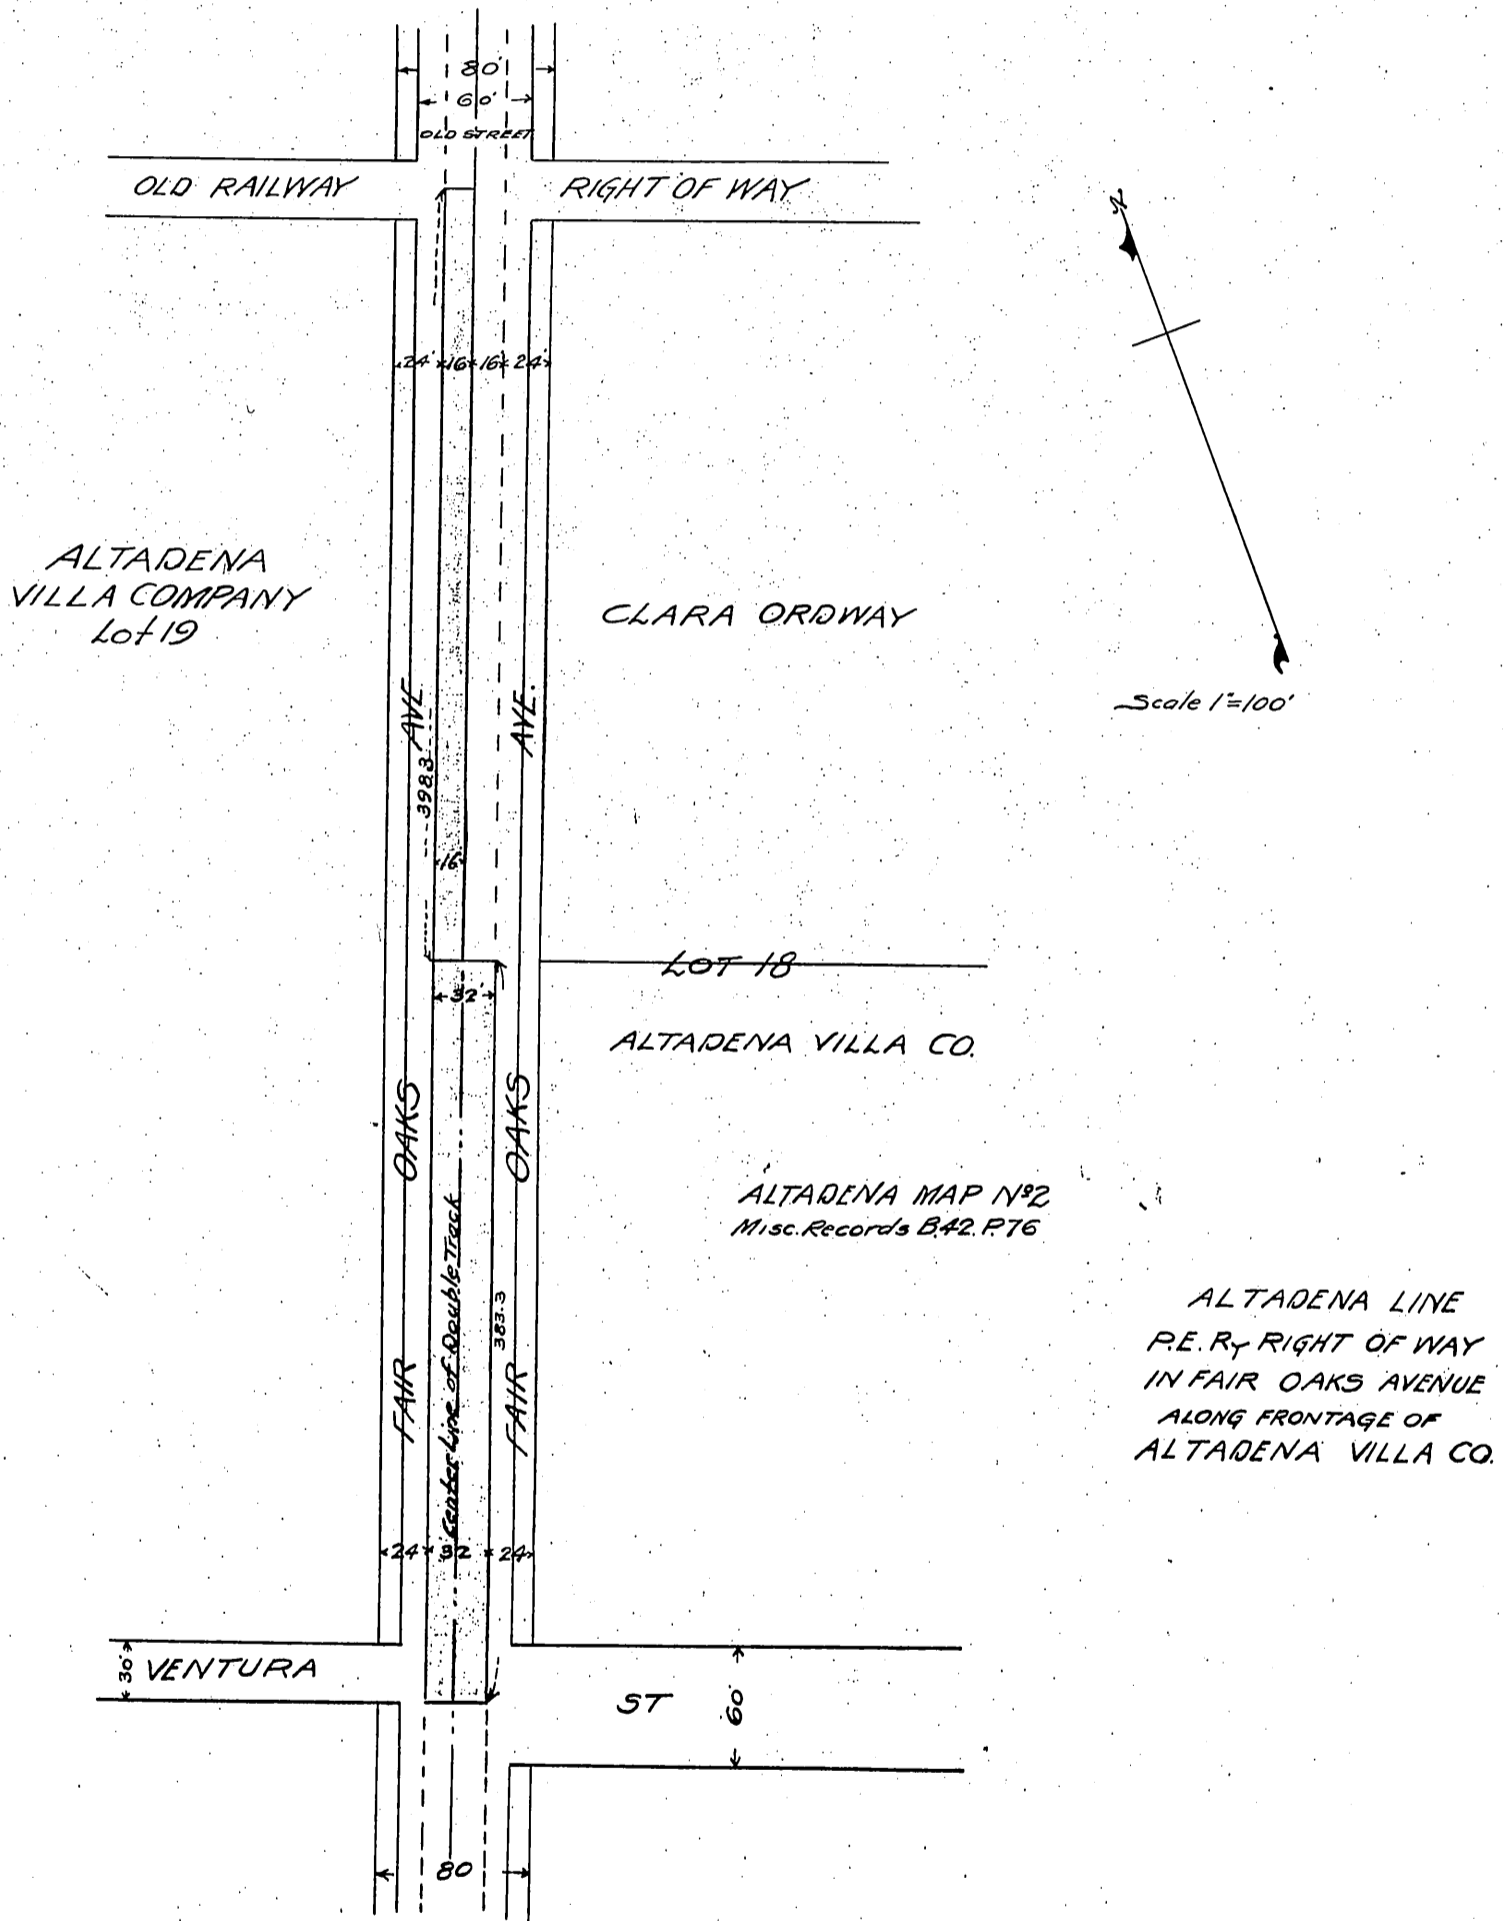 80'
60'
OLD STREET
OLD RAILWAY RIGHT OF WAY
N
24' 16 16 24'
ALTADENA
VILLA COMPANY
Lot 19
CLARA ORDWAY
Scale 1"=100'
FAIR OAKS AVE.
398.3
FAIR OAKS AVE.
16
LOT 18
32'
ALTADENA VILLA CO.
ALTADENA MAP Nº2
Misc. Records B.42. P.76
Center Line of Double Track
383.3
ALTADENA LINE
P.E. Ry RIGHT OF WAY
IN FAIR OAKS AVENUE
ALONG FRONTAGE OF
ALTADENA VILLA CO.
24 32 24
30' VENTURA ST 60'
80